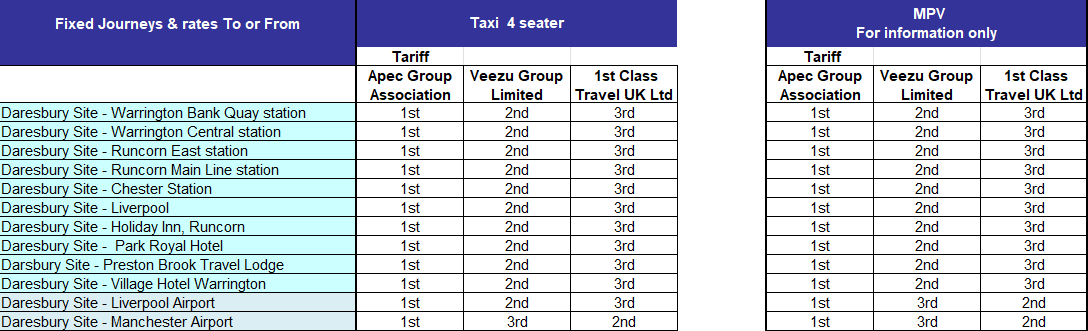 Fixed Journeys & rates To or From Taxi 4 seater MPV
For information only
Tariff Tariff
Apec Group Veezu Group 1st Class Apec Group Veezu Group 1st Class
Association Limited Travel UK Ltd Association Limited Travel UK Ltd
Daresbury Site - Warrington Bank Quay station 1st 2nd 3rd 1st 2nd 3rd
Daresbury Site - Warrington Central station 1st 2nd 3rd 1st 2nd 3rd
Daresbury Site - Runcorn East station 1st 2nd 3rd 1st 2nd 3rd
Daresbury Site - Runcorn Main Line station 1st 2nd 3rd 1st 2nd 3rd
Daresbury Site - Chester Station 1st 2nd 3rd 1st 2nd 3rd
Daresbury Site - Liverpool 1st 2nd 3rd 1st 2nd 3rd
Daresbury Site - Holiday Inn, Runcorn 1st 2nd 3rd 1st 2nd 3rd
Daresbury Site - Park Royal Hotel 1st 2nd 3rd 1st 2nd 3rd
Darsbury Site - Preston Brook Travel Lodge 1st 2nd 3rd 1st 2nd 3rd
Daresbury Site - Village Hotel Warrington 1st 2nd 3rd 1st 2nd 3rd
Daresbury Site - Liverpool Airport 1st 2nd 3rd 1st 3rd 2nd
Daresbury Site - Manchester Airport 1st 3rd 2nd 1st 3rd 2nd